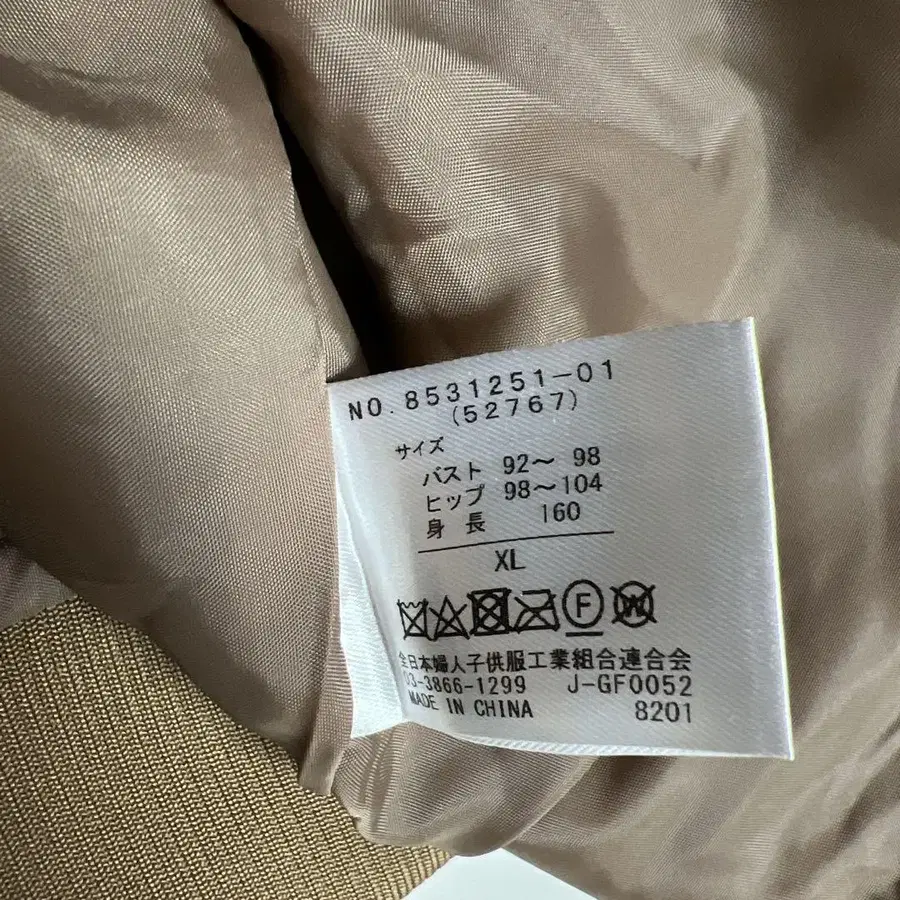 NO.8531251-01
(52767)
サイズ
バスト 92～ 98
ヒップ 98～104
身長 160
XL
F W
全日本婦人子供服工業組合連合会
03-3866-1299 J-GF0052
MADE IN CHINA 8201